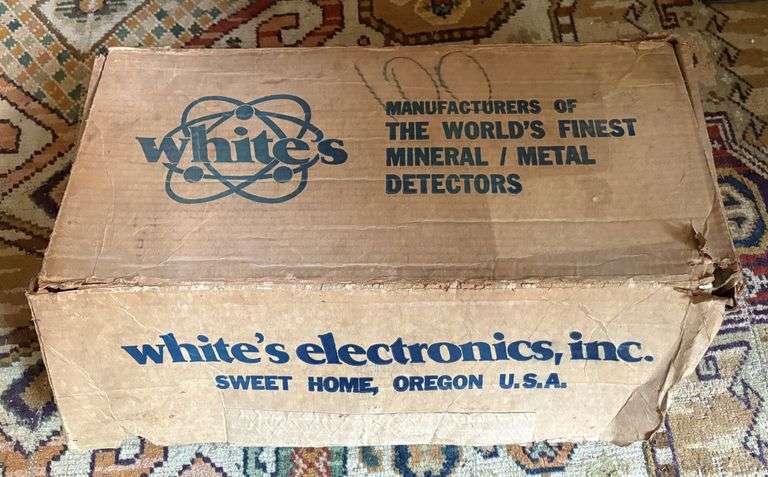 100
white's
MANUFACTURERS OF
THE WORLD'S FINEST
MINERAL / METAL
DETECTORS
white's electronics, inc.
SWEET HOME, OREGON U.S.A.